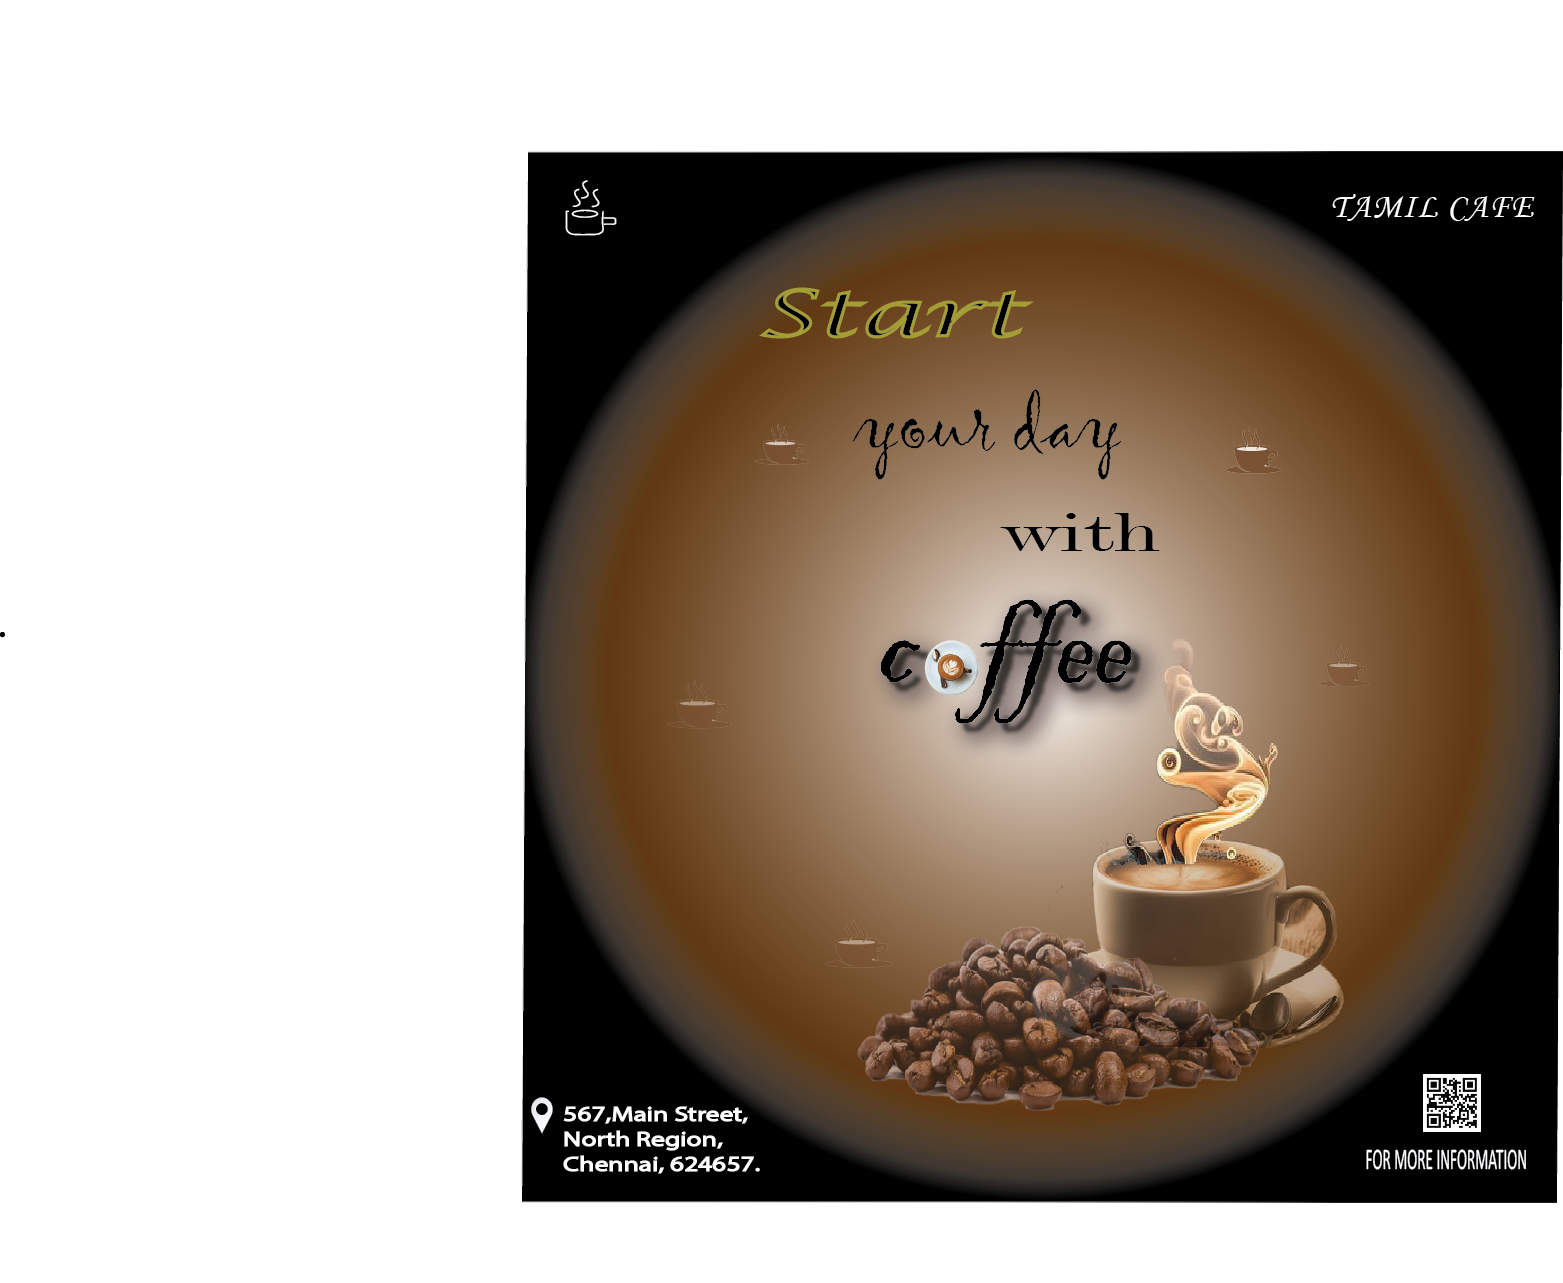 TAMIL CAFE
Start
your day
with
coffee
567,Main Street,
North Region,
Chennai, 624657.
FOR MORE INFORMATION